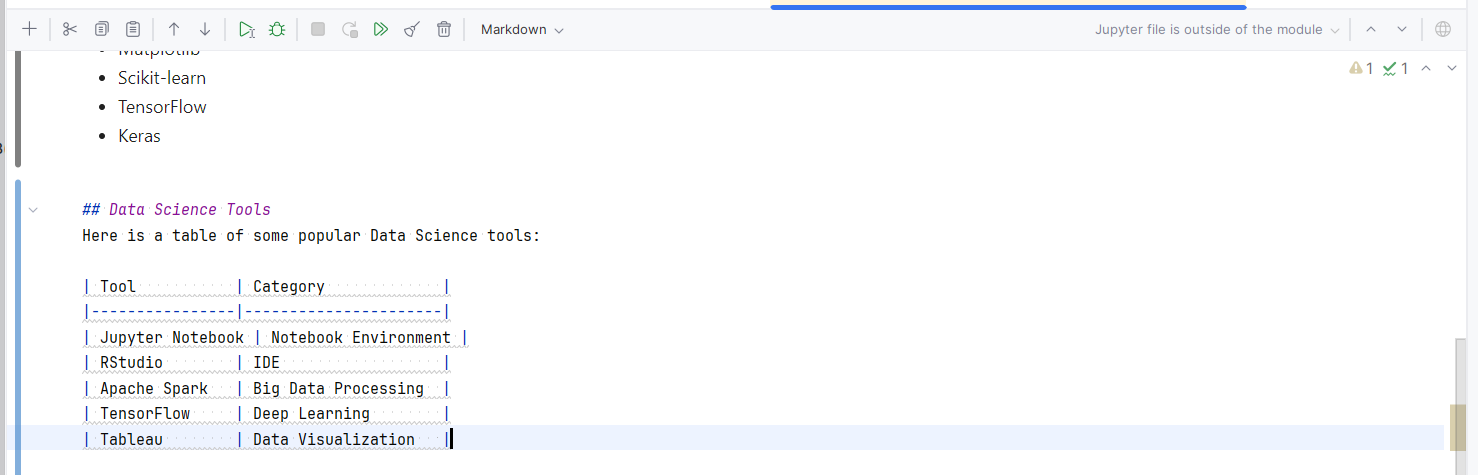 Markdown
Jupyter file is outside of the module
1 1
Matplotlib
Scikit-learn
TensorFlow
Keras
## Data Science Tools
Here is a table of some popular Data Science tools:
| Tool           | Category             |
|----------------|----------------------|
| Jupyter Notebook | Notebook Environment |
| RStudio        | IDE                  |
| Apache Spark   | Big Data Processing  |
| TensorFlow     | Deep Learning        |
| Tableau        | Data Visualization   |